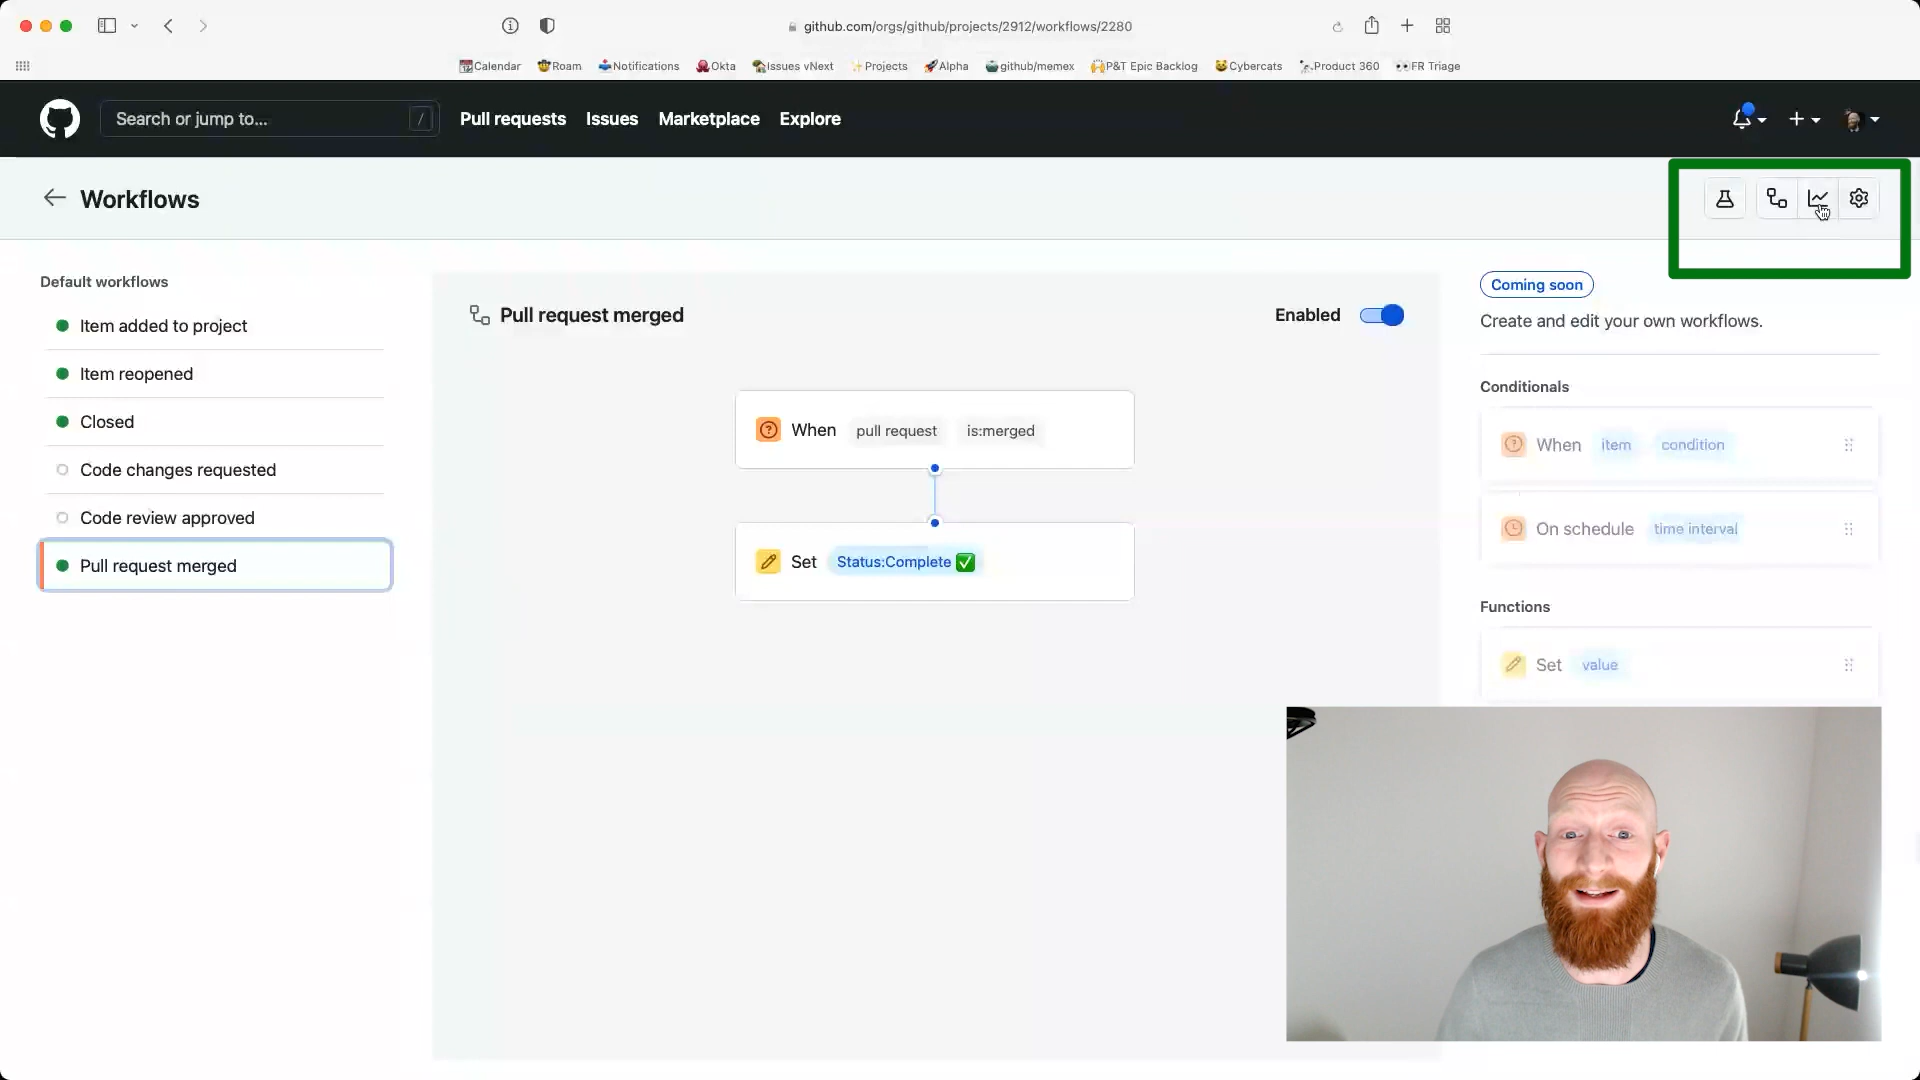 github.com/orgs/github/projects/2912/workflows/2280
Calendar Roam Notifications Okta Issues vNext Projects Alpha github/memex P&T Epic Backlog Cybercats Product 360 FR Triage
Search or jump to... / Pull requests Issues Marketplace Explore
Workflows
Default workflows
Item added to project
Item reopened
Closed
Code changes requested
Code review approved
Pull request merged
Pull request merged Enabled
When pull request is:merged
Set Status:Complete ✅
Coming soon
Create and edit your own workflows.
Conditionals
When item condition
On schedule time interval
Functions
Set value